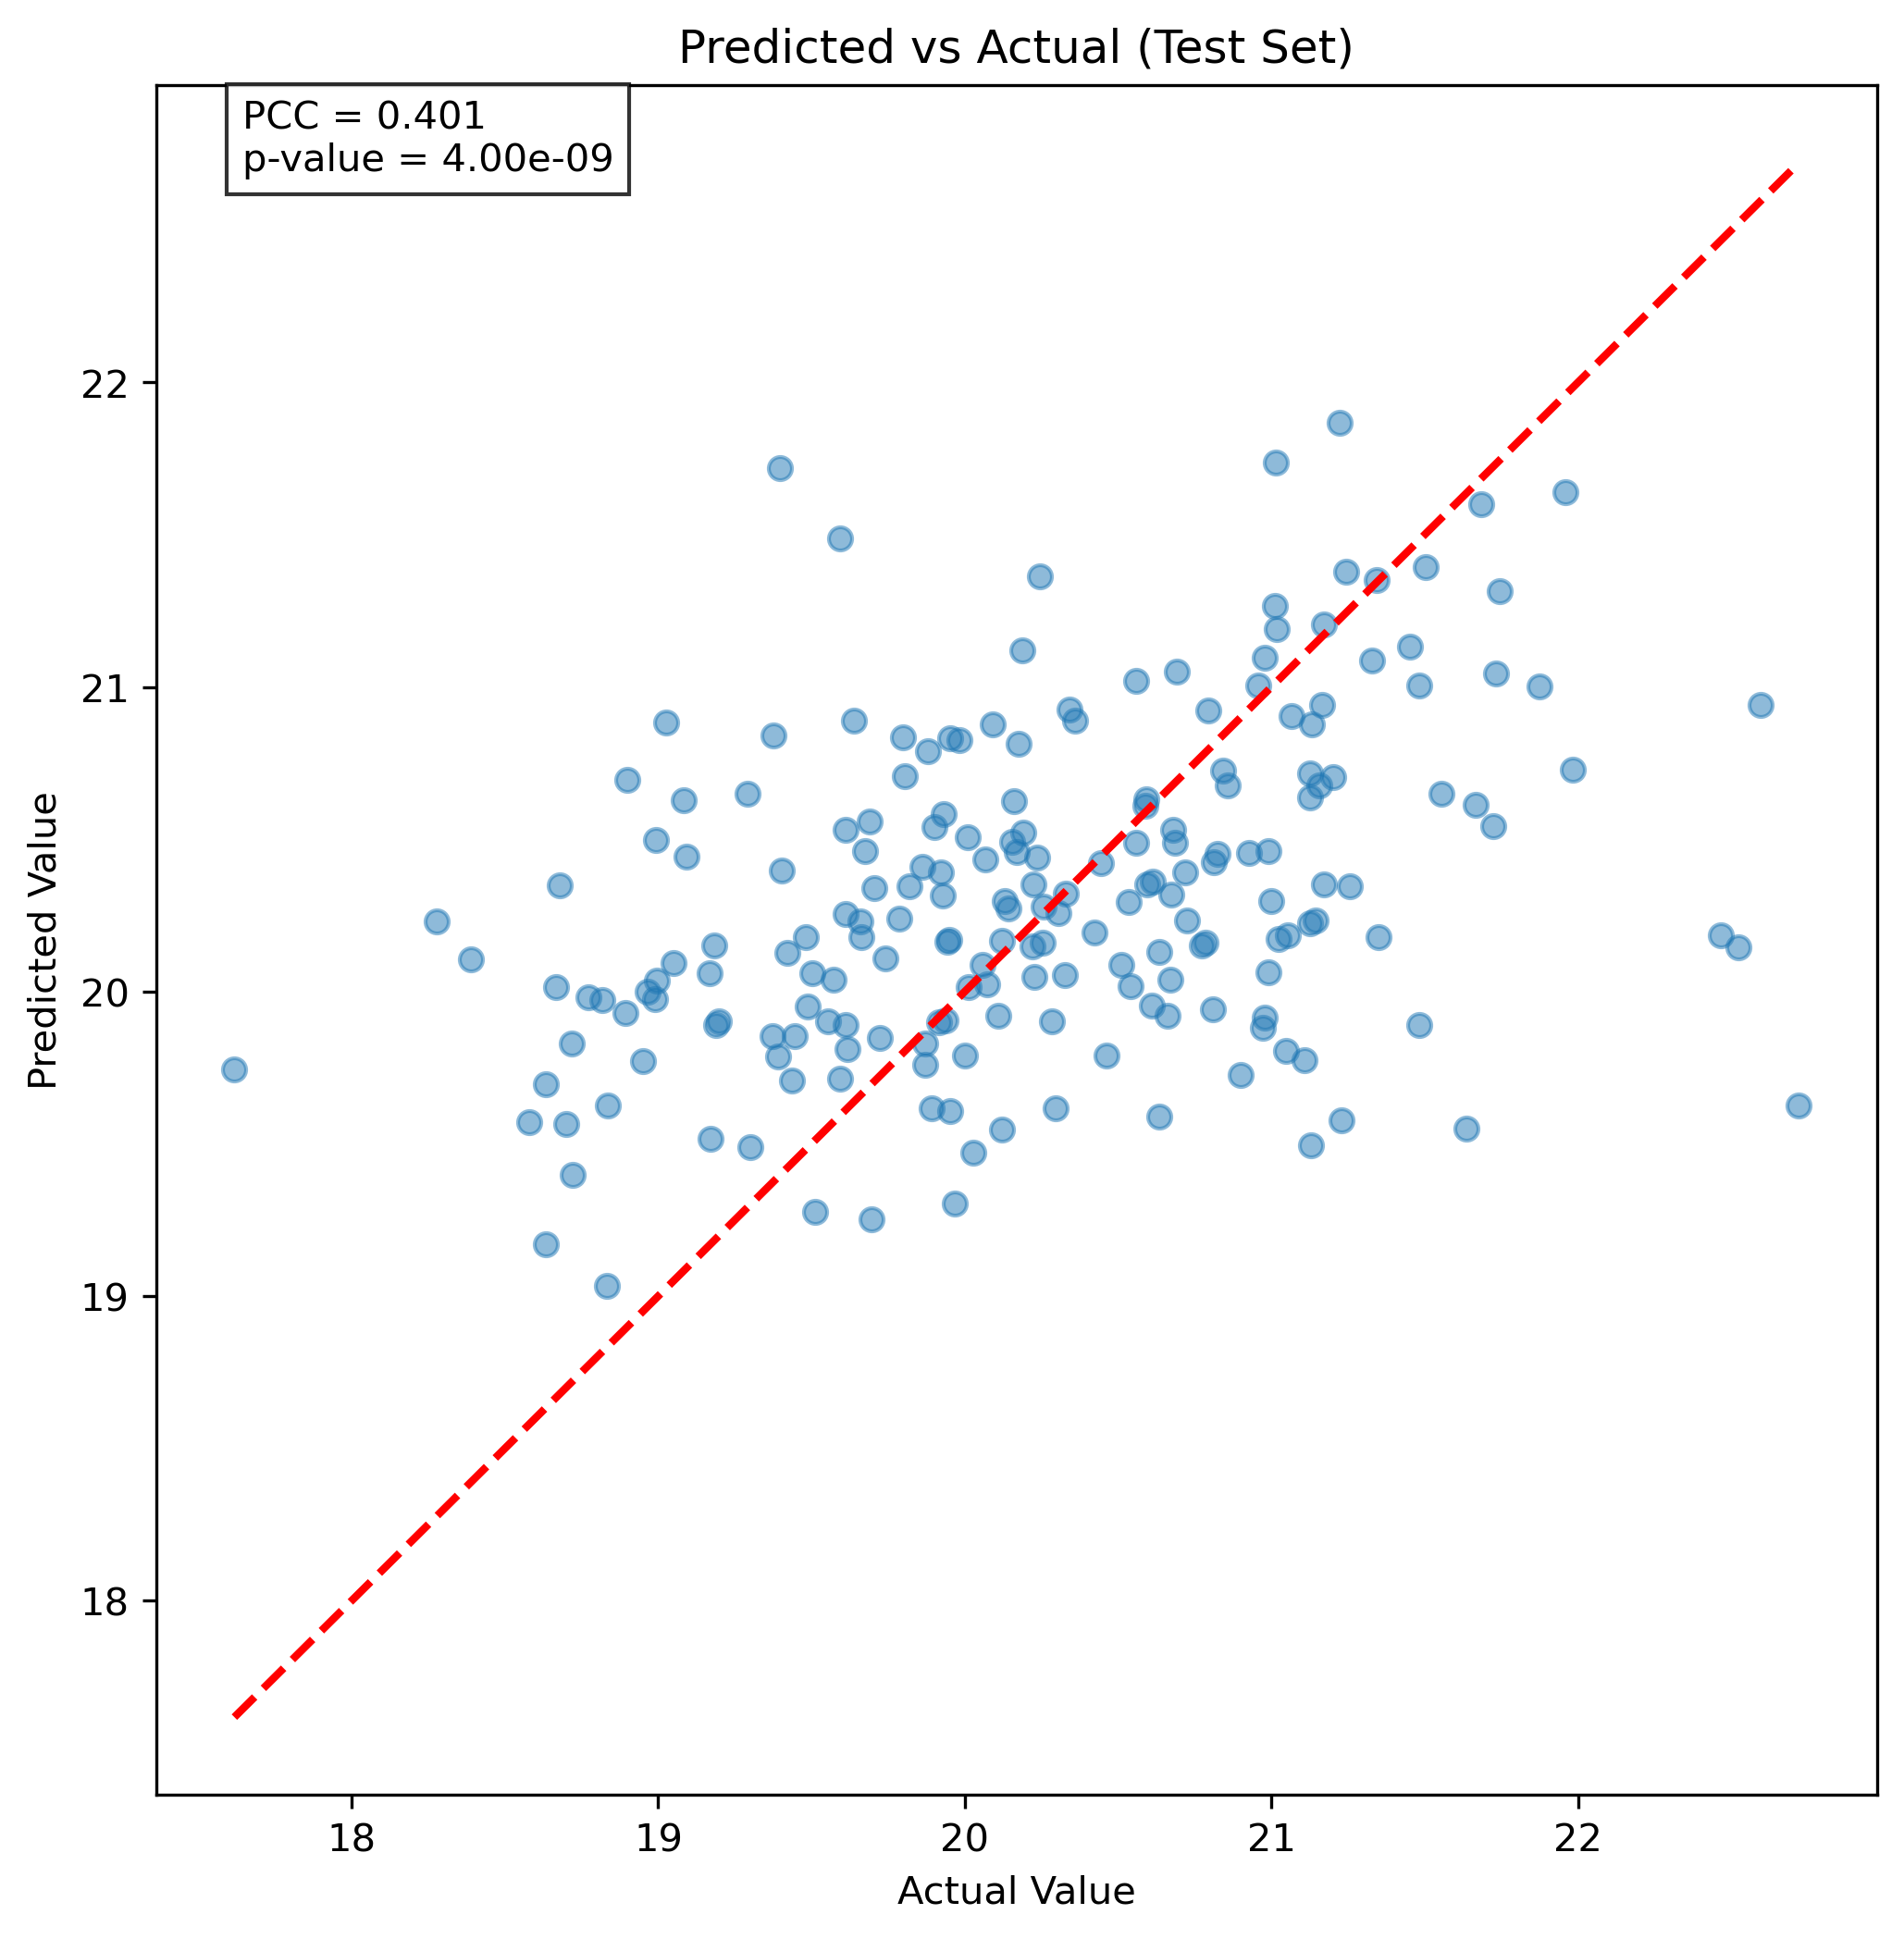 Predicted vs Actual (Test Set)
PCC = 0.401
p-value = 4.00e-09
22
21
20
19
18
Predicted Value
18 19 20 21 22
Actual Value